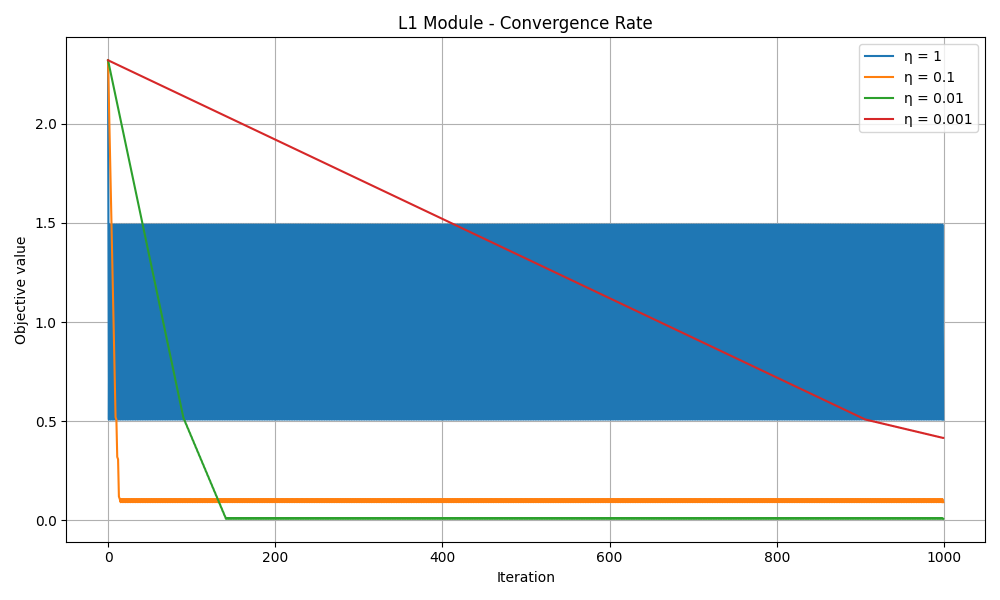 L1 Module - Convergence Rate
η = 1
η = 0.1
η = 0.01
η = 0.001
Objective value
2.0
1.5
1.0
0.5
0.0
0
200
400
600
800
1000
Iteration